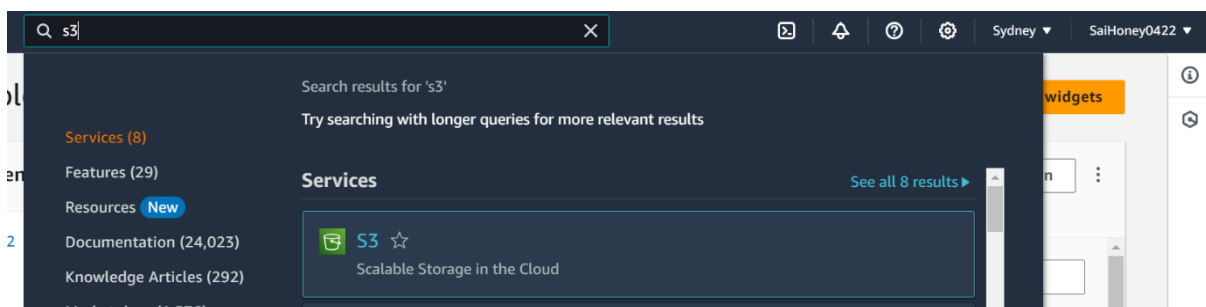 s3
Sydney ▼
SaiHoney0422 ▼
Search results for 's3'
Try searching with longer queries for more relevant results
widgets
Services (8)
Features (29)
Resources New
Documentation (24,023)
Knowledge Articles (292)
Services
See all 8 results ▶
S3
Scalable Storage in the Cloud
2